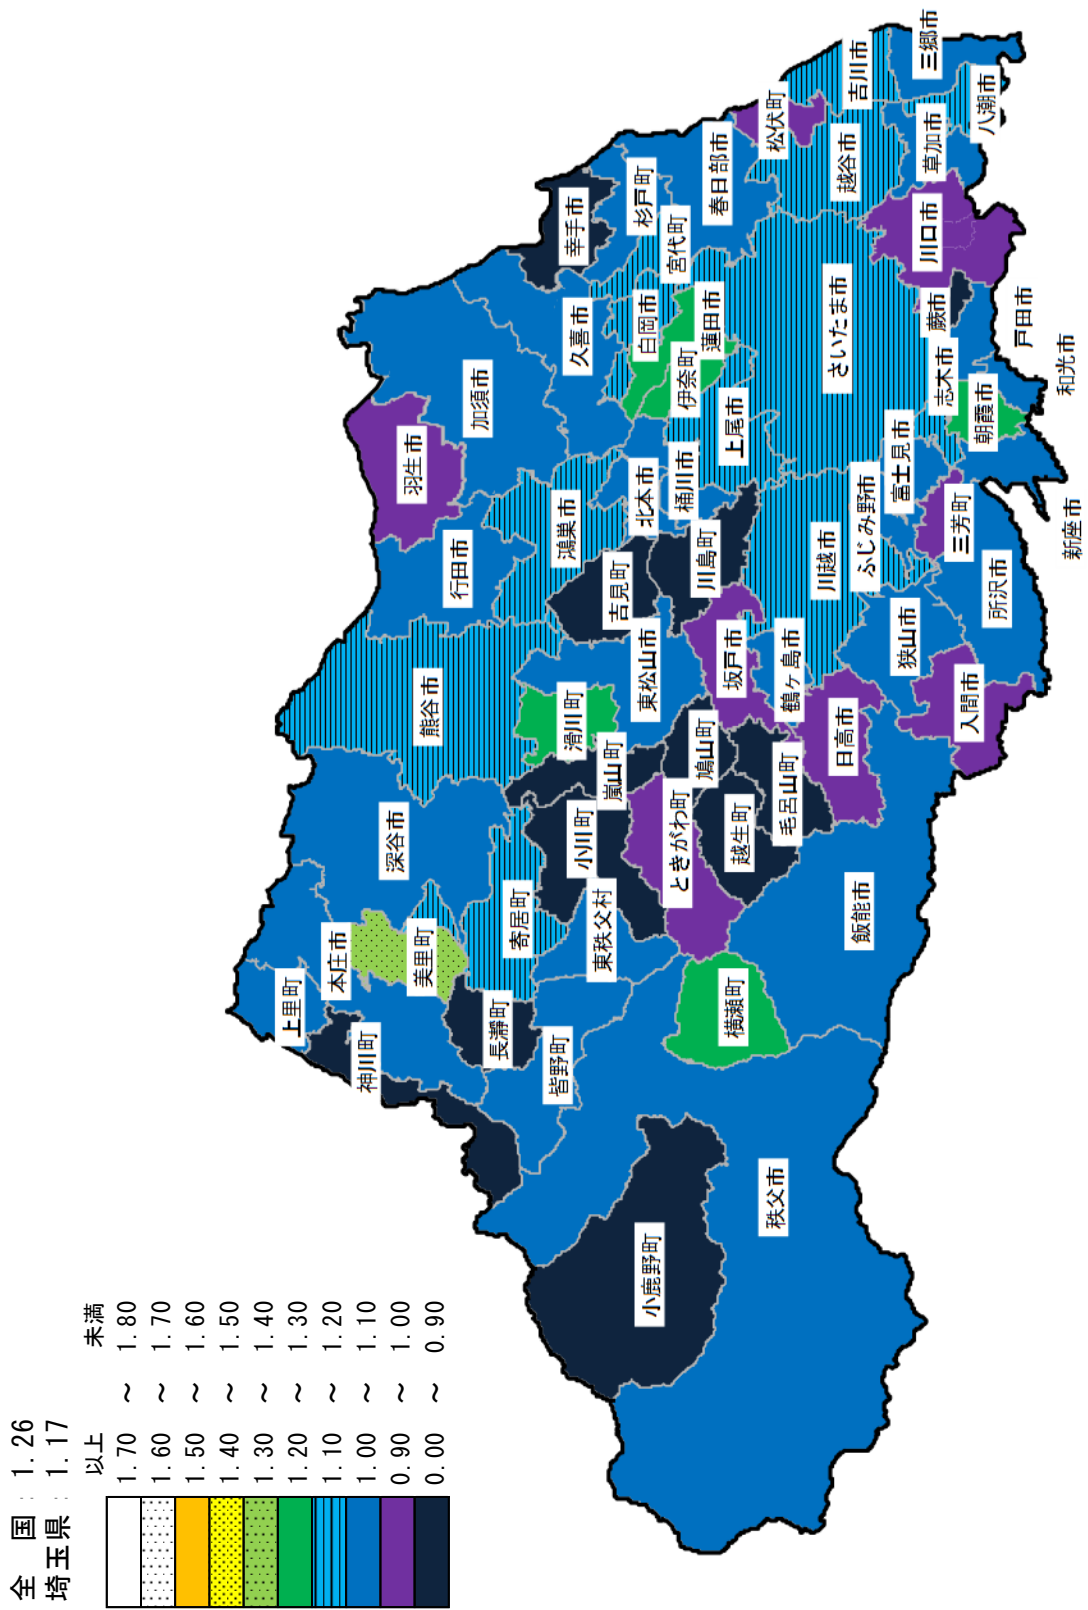 全　国 : 1.26
埼玉県 : 1.17
以上　未満
1.70 ～ 1.80
1.60 ～ 1.70
1.50 ～ 1.60
1.40 ～ 1.50
1.30 ～ 1.40
1.20 ～ 1.30
1.10 ～ 1.20
1.00 ～ 1.10
0.90 ～ 1.00
0.00 ～ 0.90
上里町
本庄市
神川町
美里町
深谷市
熊谷市
行田市
羽生市
加須市
長瀞町
皆野町
寄居町
小川町
東秩父村
嵐山町
滑川町
東松山市
吉見町
鴻巣市
北本市
桶川市
久喜市
幸手市
杉戸町
宮代町
白岡市
蓮田市
伊奈町
上尾市
春日部市
松伏町
吉川市
越谷市
三郷市
八潮市
草加市
川口市
蕨市
戸田市
さいたま市
和光市
朝霞市
志木市
新座市
富士見市
ふじみ野市
三芳町
川越市
川島町
坂戸市
鶴ヶ島市
狭山市
所沢市
入間市
日高市
鳩山町
毛呂山町
越生町
ときがわ町
飯能市
横瀬町
秩父市
小鹿野町